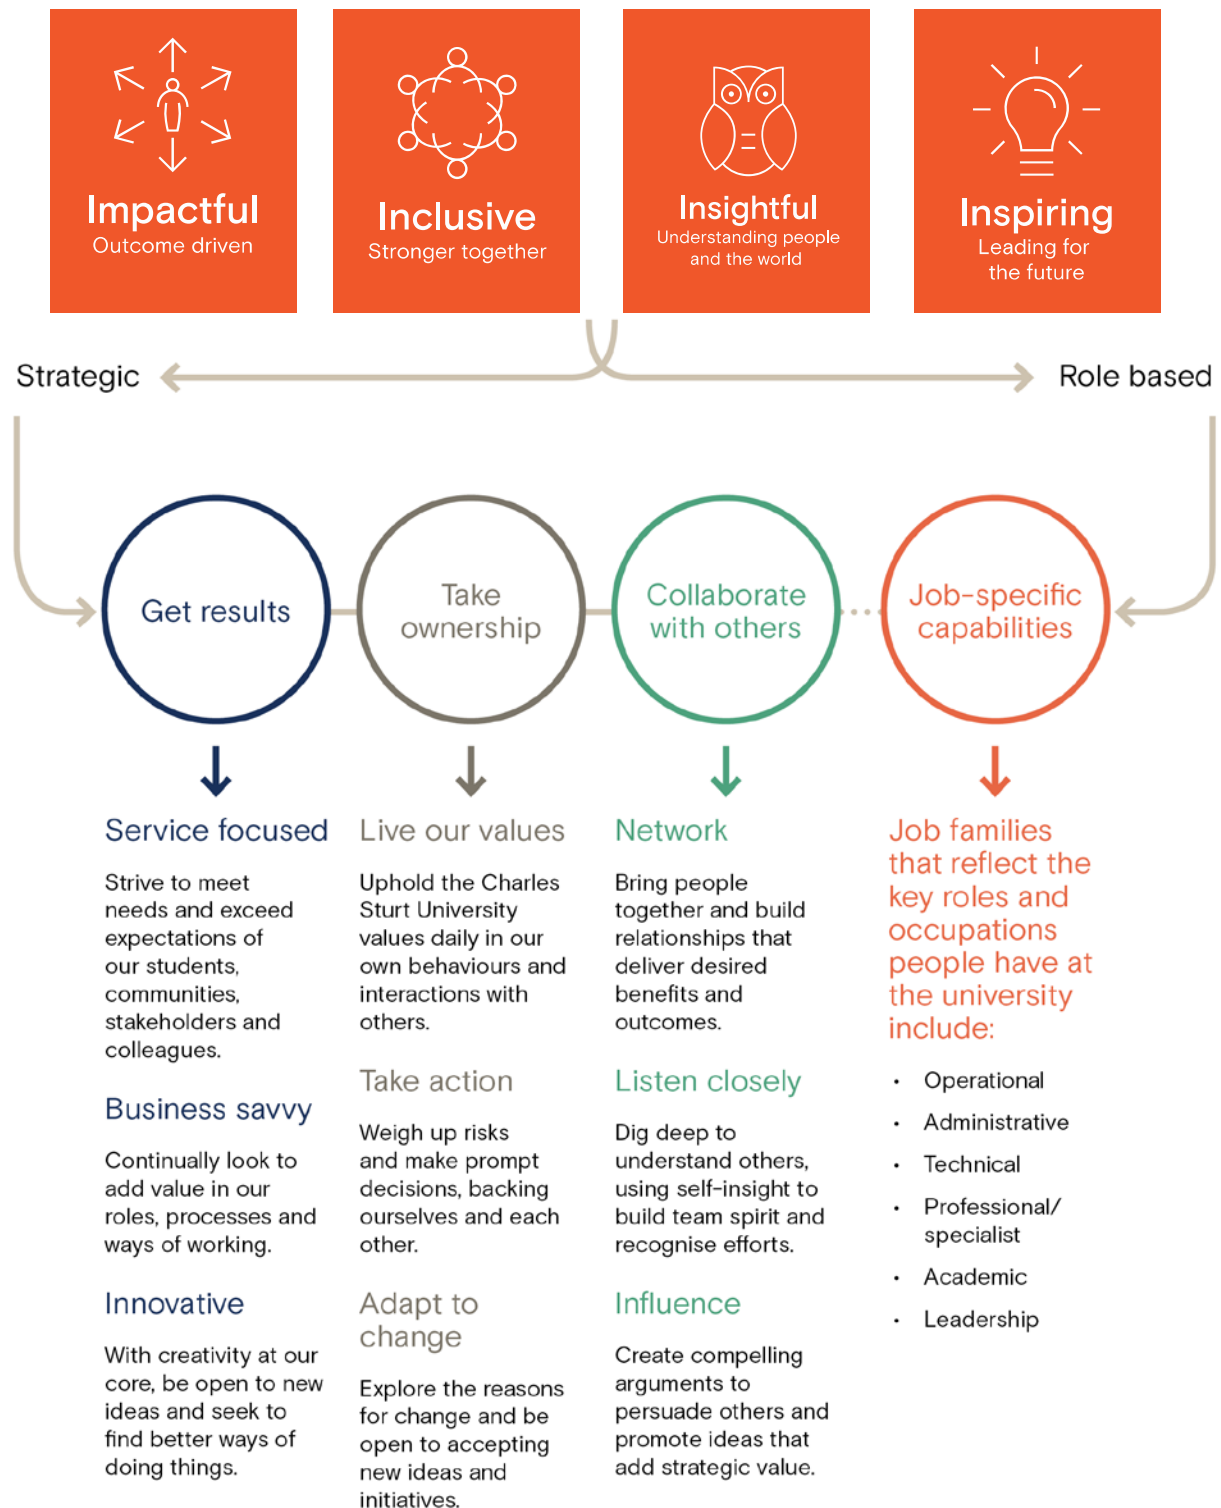 Impactful
Outcome driven
Inclusive
Stronger together
Insightful
Understanding people
and the world
Inspiring
Leading for
the future
Strategic
Role based
Get results
Take
ownership
Collaborate
with others
Job-specific
capabilities
Service focused
Strive to meet
needs and exceed
expectations of
our students,
communities,
stakeholders and
colleagues.
Business savvy
Continually look to
add value in our
roles, processes and
ways of working.
Innovative
With creativity at our
core, be open to new
ideas and seek to
find better ways of
doing things.
Live our values
Uphold the Charles
Sturt University
values daily in our
own behaviours and
interactions with
others.
Take action
Weigh up risks
and make prompt
decisions, backing
ourselves and each
other.
Adapt to
change
Explore the reasons
for change and be
open to accepting
new ideas and
initiatives.
Network
Bring people
together and build
relationships that
deliver desired
benefits and
outcomes.
Listen closely
Dig deep to
understand others,
using self-insight to
build team spirit and
recognise efforts.
Influence
Create compelling
arguments to
persuade others and
promote ideas that
add strategic value.
Job families
that reflect the
key roles and
occupations
people have at
the university
include:
• Operational
• Administrative
• Technical
• Professional/
specialist
• Academic
• Leadership